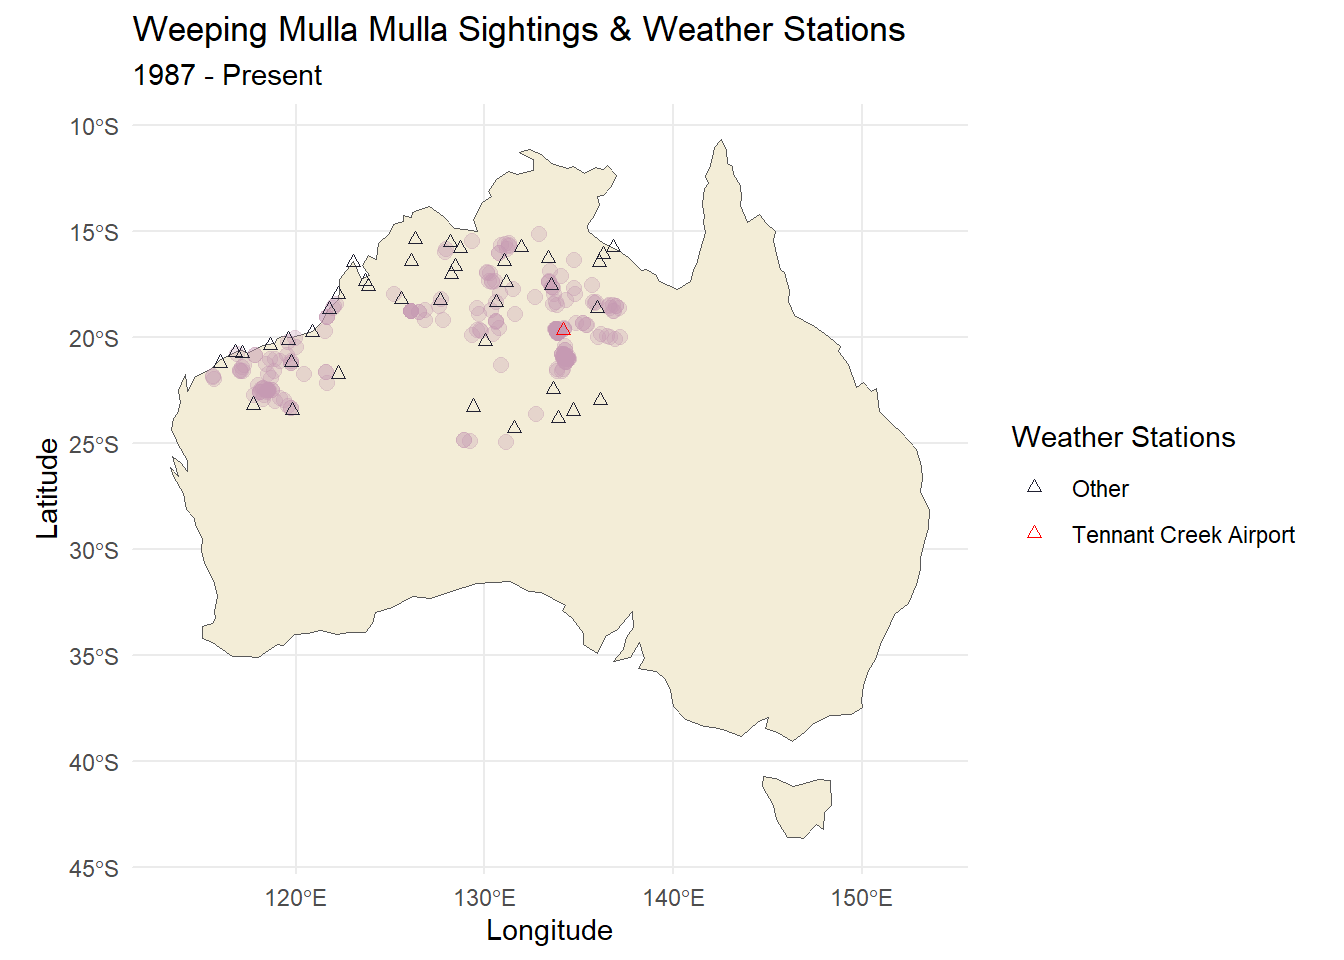 Weeping Mulla Mulla Sightings & Weather Stations
1987 - Present
10°S
15°S
20°S
25°S
30°S
35°S
40°S
45°S
Latitude
120°E
130°E
140°E
150°E
Longitude
Weather Stations
Other
Tennant Creek Airport